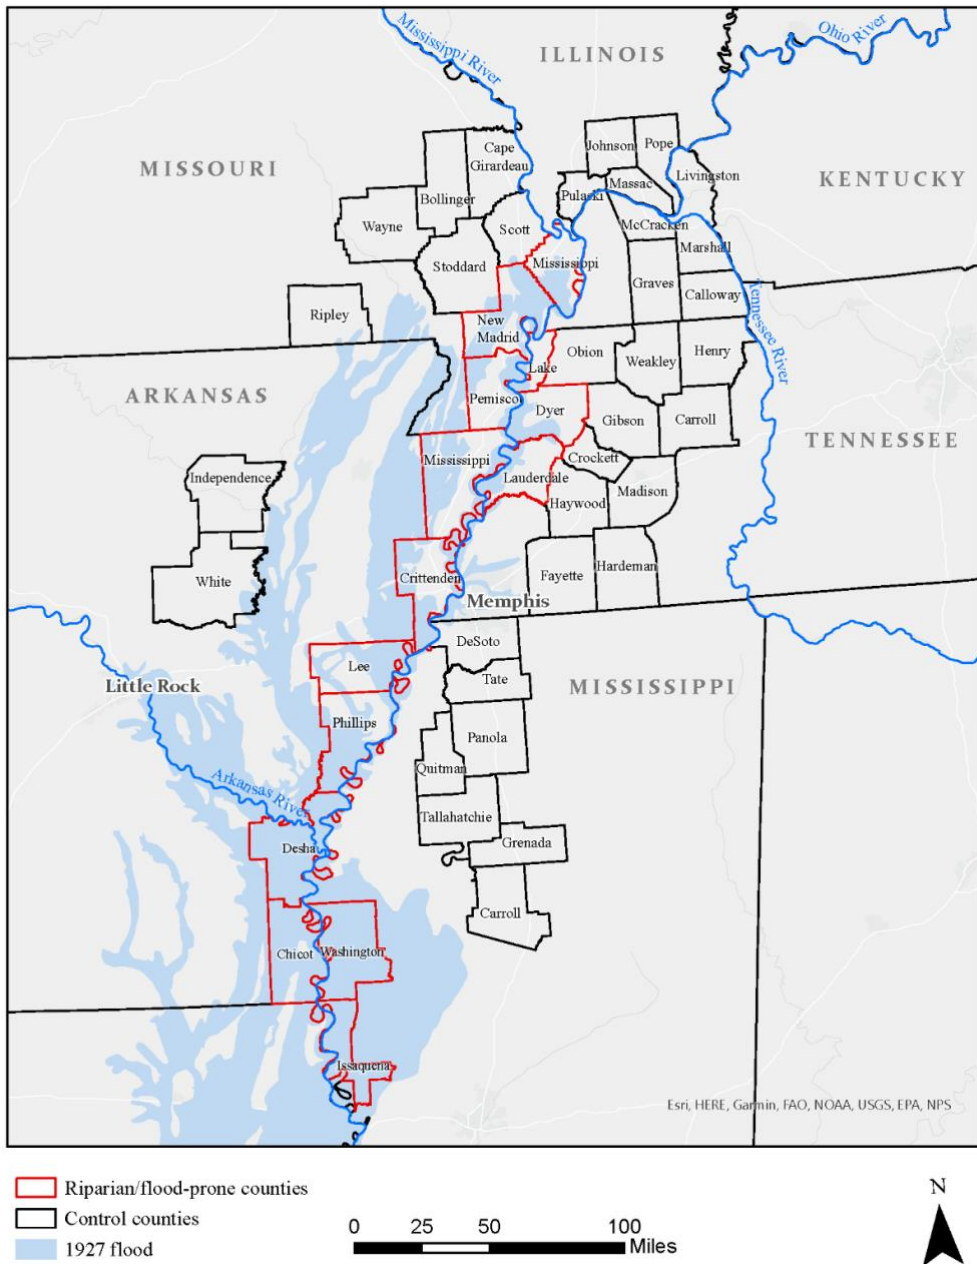 Mississippi River
Ohio River
ILLINOIS
MISSOURI
KENTUCKY
Cape
Girardeau
Johnson
Pope
Bollinger
Massac
Livingston
Pulaski
Wayne
Scott
McCracken
Stoddard
Mississippi
Marshall
Graves
Calloway
Tennessee River
Ripley
New
Madrid
Obion
Weakley
Henry
Lake
ARKANSAS
Pemisco
Dyer
Gibson
Carroll
TENNESSEE
Mississippi
Crockett
Independence
Lauderdale
Haywood
Madison
White
Crittenden
Fayette
Hardeman
Memphis
DeSoto
Lee
Tate
Little Rock
MISSISSIPPI
Phillips
Panola
Quitman
Arkansas River
Tallahatchie
Desha
Grenada
Carroll
Chicot
Washington
Issaquena
Esri, HERE, Garmin, FAO, NOAA, USGS, EPA, NPS
Riparian/flood-prone counties
Control counties
1927 flood
0 25 50 100
Miles
N